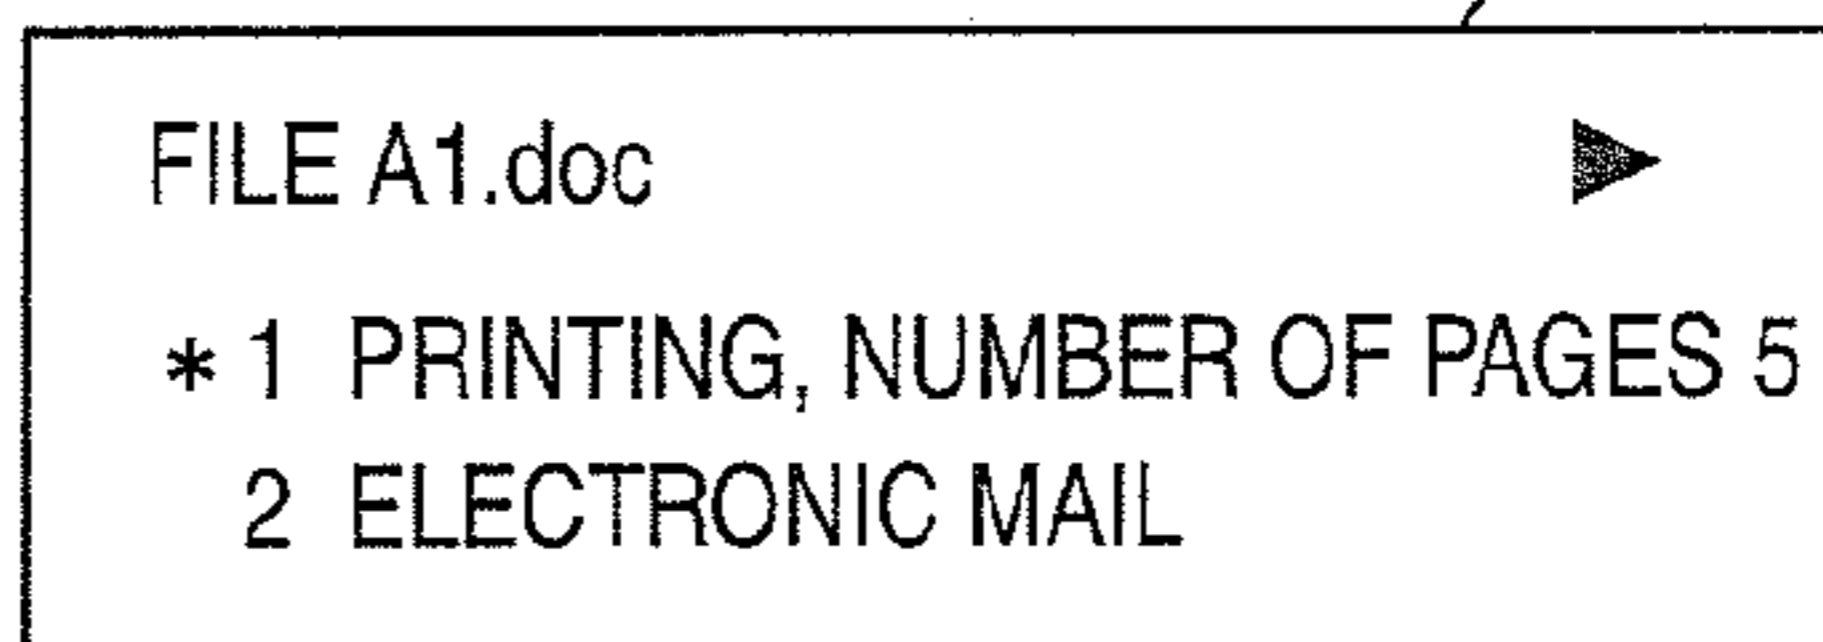 FILE A1.doc
* 1 PRINTING, NUMBER OF PAGES 5
2 ELECTRONIC MAIL